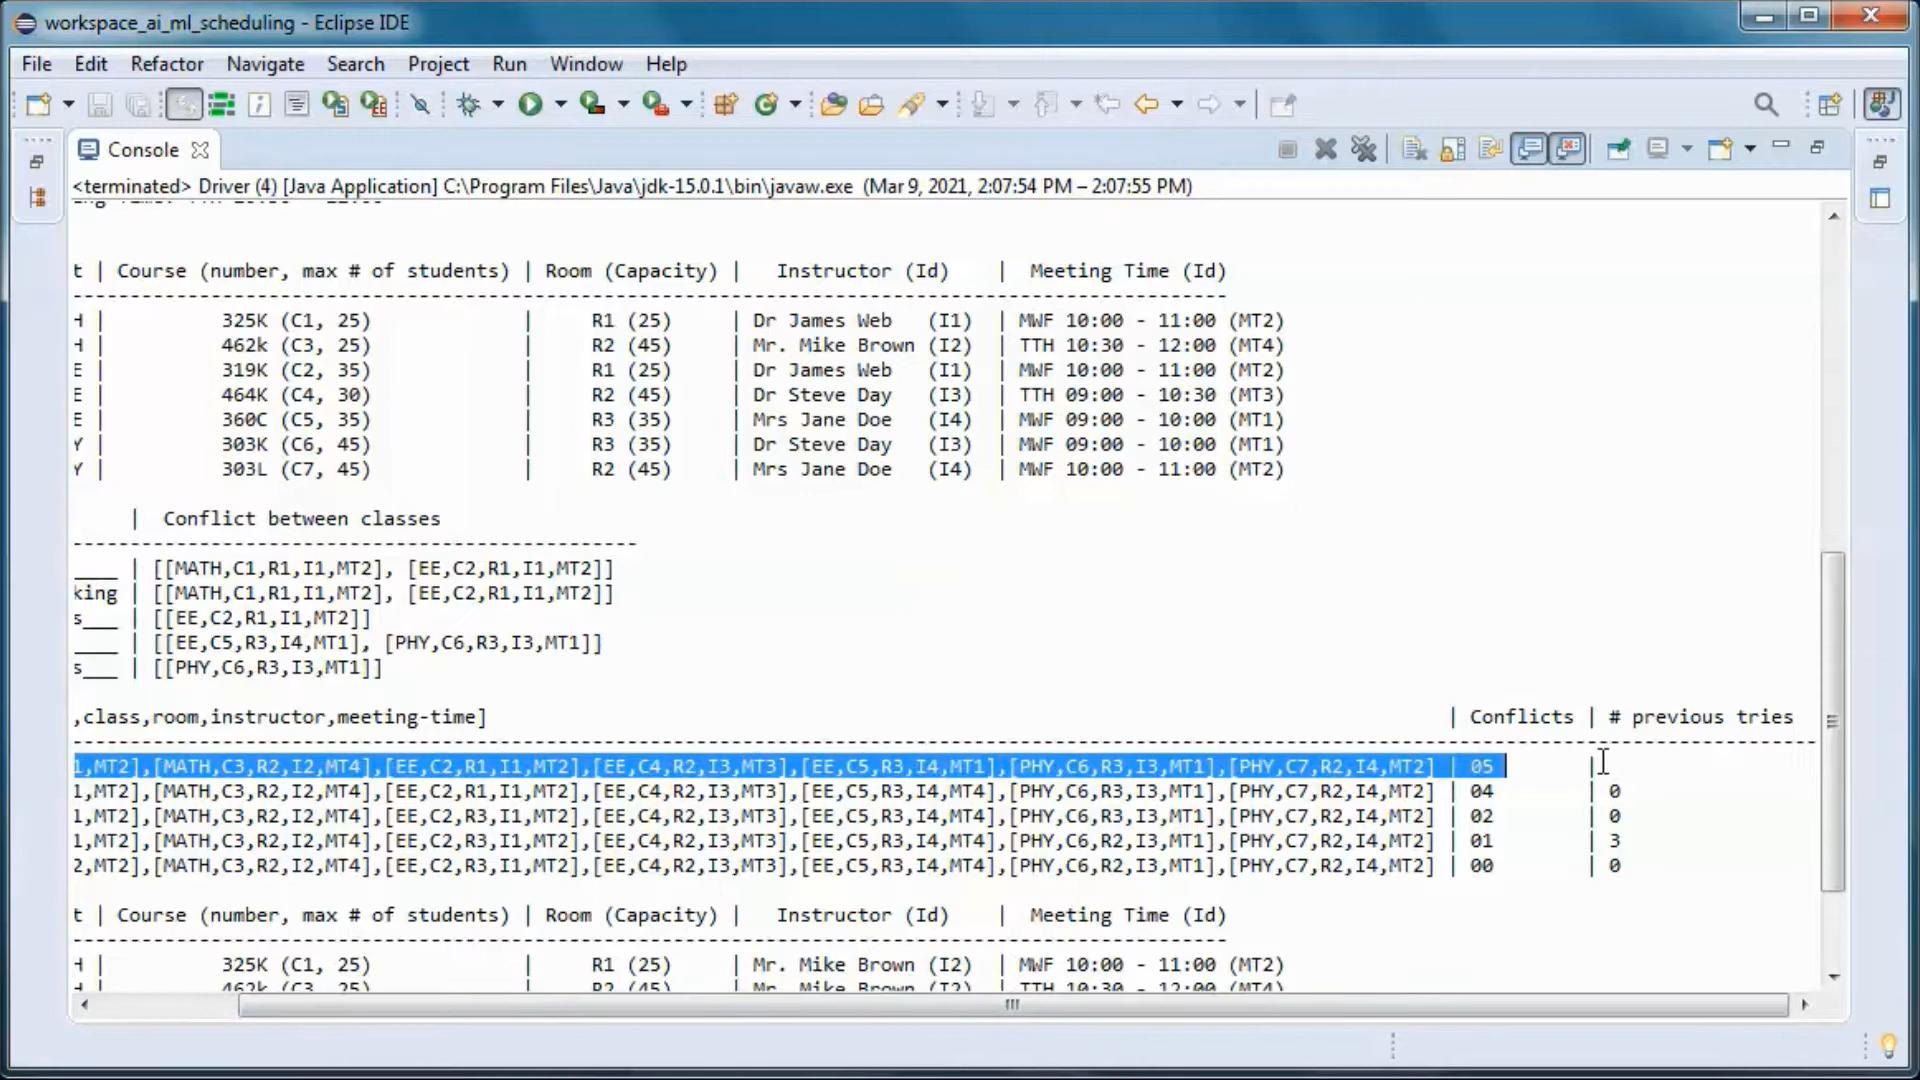 workspace_ai_ml_scheduling - Eclipse IDE
File Edit Refactor Navigate Search Project Run Window Help
Console
<terminated> Driver (4) [Java Application] C:\Program Files\Java\jdk-15.0.1\bin\javaw.exe (Mar 9, 2021, 2:07:54 PM – 2:07:55 PM)
t | Course (number, max # of students) | Room (Capacity) | Instructor (Id) | Meeting Time (Id)
H | 325K (C1, 25) | R1 (25) | Dr James Web (I1) | MWF 10:00 - 11:00 (MT2)
H | 462k (C3, 25) | R2 (45) | Mr. Mike Brown (I2) | TTH 10:30 - 12:00 (MT4)
E | 319K (C2, 35) | R1 (25) | Dr James Web (I1) | MWF 10:00 - 11:00 (MT2)
E | 464K (C4, 30) | R2 (45) | Dr Steve Day (I3) | TTH 09:00 - 10:30 (MT3)
E | 360C (C5, 35) | R3 (35) | Mrs Jane Doe (I4) | MWF 09:00 - 10:00 (MT1)
Y | 303K (C6, 45) | R3 (35) | Dr Steve Day (I3) | MWF 09:00 - 10:00 (MT1)
Y | 303L (C7, 45) | R2 (45) | Mrs Jane Doe (I4) | MWF 10:00 - 11:00 (MT2)
| Conflict between classes
____ | [[MATH,C1,R1,I1,MT2], [EE,C2,R1,I1,MT2]]
king | [[MATH,C1,R1,I1,MT2], [EE,C2,R1,I1,MT2]]
s___ | [[EE,C2,R1,I1,MT2]]
____ | [[EE,C5,R3,I4,MT1], [PHY,C6,R3,I3,MT1]]
s___ | [[PHY,C6,R3,I3,MT1]]
,class,room,instructor,meeting-time] | Conflicts | # previous tries
1,MT2],[MATH,C3,R2,I2,MT4],[EE,C2,R1,I1,MT2],[EE,C4,R2,I3,MT3],[EE,C5,R3,I4,MT1],[PHY,C6,R3,I3,MT1],[PHY,C7,R2,I4,MT2] | 05 |
1,MT2],[MATH,C3,R2,I2,MT4],[EE,C2,R1,I1,MT2],[EE,C4,R2,I3,MT3],[EE,C5,R3,I4,MT4],[PHY,C6,R3,I3,MT1],[PHY,C7,R2,I4,MT2] | 04 | 0
1,MT2],[MATH,C3,R2,I2,MT4],[EE,C2,R3,I1,MT2],[EE,C4,R2,I3,MT3],[EE,C5,R3,I4,MT4],[PHY,C6,R3,I3,MT1],[PHY,C7,R2,I4,MT2] | 02 | 0
1,MT2],[MATH,C3,R2,I2,MT4],[EE,C2,R3,I1,MT2],[EE,C4,R2,I3,MT3],[EE,C5,R3,I4,MT4],[PHY,C6,R2,I3,MT1],[PHY,C7,R2,I4,MT2] | 01 | 3
2,MT2],[MATH,C3,R2,I2,MT4],[EE,C2,R3,I1,MT2],[EE,C4,R2,I3,MT3],[EE,C5,R3,I4,MT4],[PHY,C6,R2,I3,MT1],[PHY,C7,R2,I4,MT2] | 00 | 0
t | Course (number, max # of students) | Room (Capacity) | Instructor (Id) | Meeting Time (Id)
H | 325K (C1, 25) | R1 (25) | Mr. Mike Brown (I2) | MWF 10:00 - 11:00 (MT2)
H | 462k (C3, 25) | R2 (45) | Mr. Mike Brown (I2) | TTH 10:30 - 12:00 (MT4)